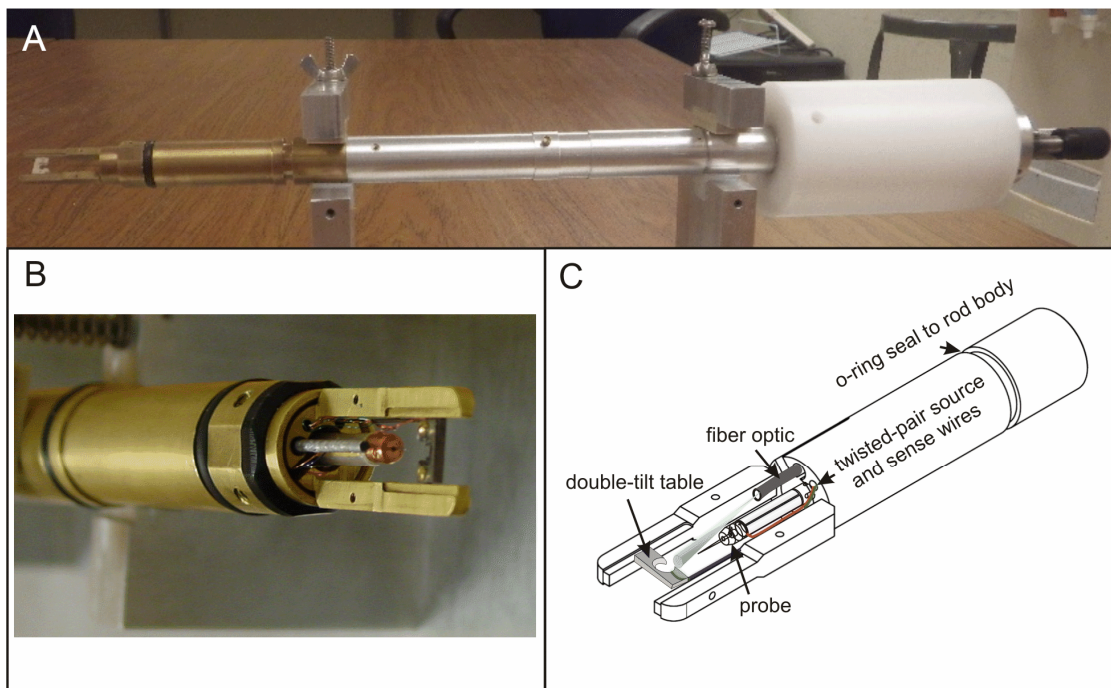 A
B
C
o-ring seal to rod body
twisted-pair source
and sense wires
fiber optic
double-tilt table
probe